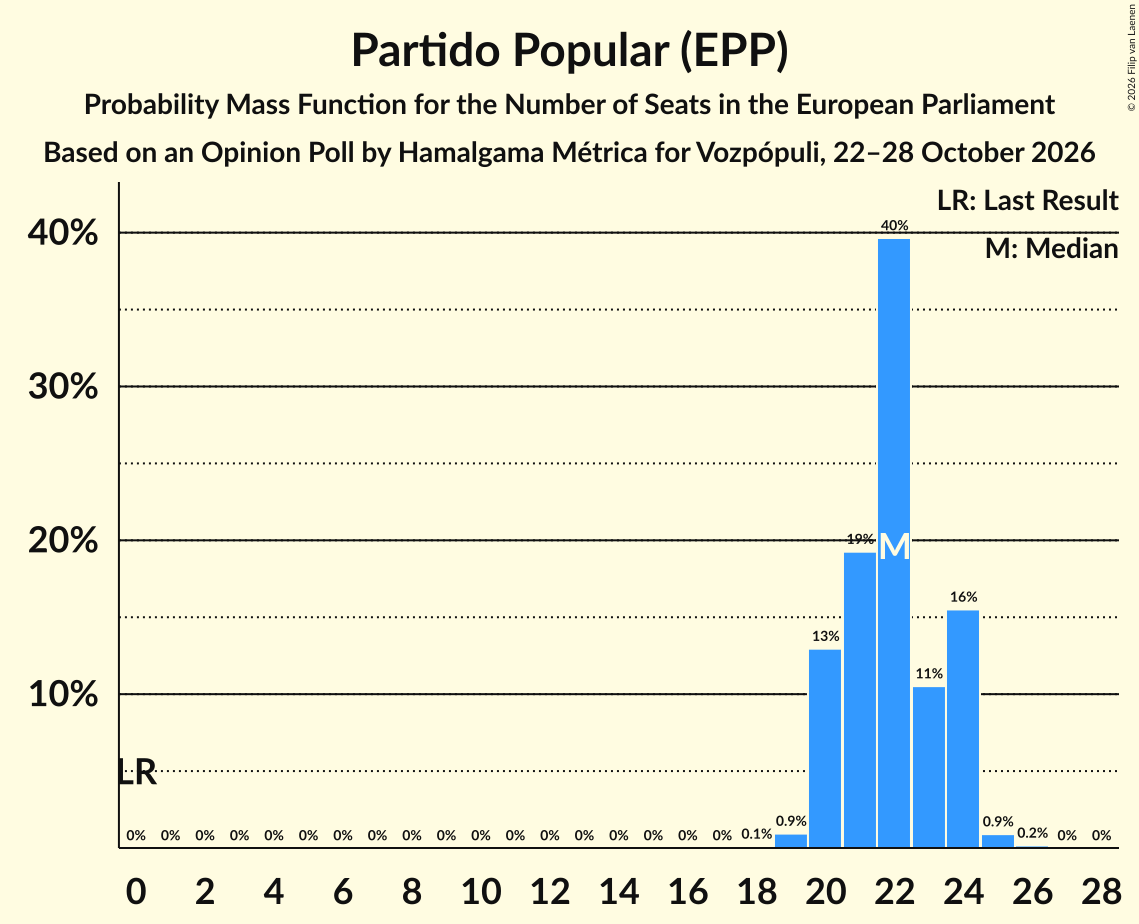 Partido Popular (EPP)
Probability Mass Function for the Number of Seats in the European Parliament
Based on an Opinion Poll by Hamalgama Métrica for Vozpópuli, 22–28 October 2026
© 2026 Filip van Laenen
LR: Last Result
M: Median
40%
30%
20%
10%
40%
19%
M
16%
13%
11%
LR
0% 0% 0% 0% 0% 0% 0% 0% 0% 0% 0% 0% 0% 0% 0% 0% 0% 0% 0.1% 0.9% 0.9% 0.2% 0% 0%
0 2 4 6 8 10 12 14 16 18 20 22 24 26 28